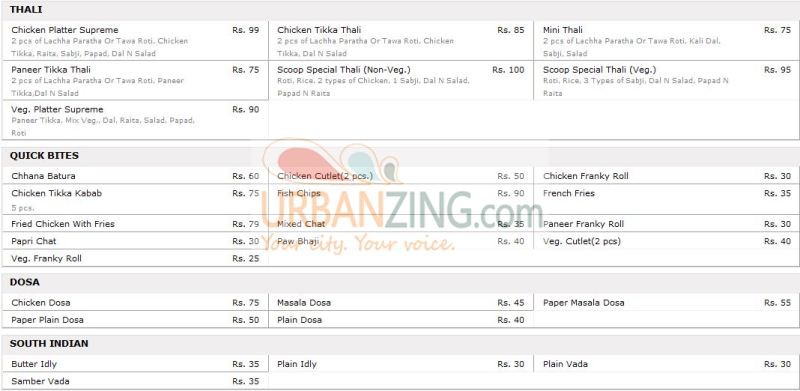 THALI
Chicken Platter Supreme Rs. 99 Chicken Tikka Thali Rs. 85 Mini Thali Rs. 75
2 pcs of Lachha Paratha Or Tawa Roti, Chicken 2 pcs of Lachha Paratha Or Tawa Roti, Chicken 2 pcs of Lachha Paratha Or Tawa Roti, Kali Dal,
Tikka, Raita, Sabji, Papad, Dal N Salad Tikka, Dal N Salad Sabji, Salad
Paneer Tikka Thali Rs. 75 Scoop Special Thali (Non-Veg.) Rs. 100 Scoop Special Thali (Veg.) Rs. 95
2 pcs of Lachha Paratha Or Tawa Roti, Paneer Roti, Rice, 2 types of Chicken, 1 Sabji, Dal N Salad, Roti, Rice, 3 Types of Sabji, Dal N Salad, Papad N
Tikka,Dal N Salad Papad N Raita Raita
Veg. Platter Supreme Rs. 90
Paneer Tikka, Mix Veg., Dal, Raita, Salad, Papad,
Roti
QUICK BITES
Chhana Batura Rs. 60 Chicken Cutlet(2 pcs.) Rs. 50 Chicken Franky Roll Rs. 30
Chicken Tikka Kabab Rs. 75 Fish Chips Rs. 90 French Fries Rs. 35
5 pcs.
Fried Chicken With Fries Rs. 79 Mixed Chat Rs. 35 Paneer Franky Roll Rs. 30
Papri Chat Rs. 30 Paw Bhaji Rs. 40 Veg. Cutlet(2 pcs) Rs. 40
Veg. Franky Roll Rs. 25
URBANZING.com
Your city. Your voice.
DOSA
Chicken Dosa Rs. 75 Masala Dosa Rs. 45 Paper Masala Dosa Rs. 55
Paper Plain Dosa Rs. 50 Plain Dosa Rs. 40
SOUTH INDIAN
Butter Idly Rs. 35 Plain Idly Rs. 30 Plain Vada Rs. 30
Samber Vada Rs. 35